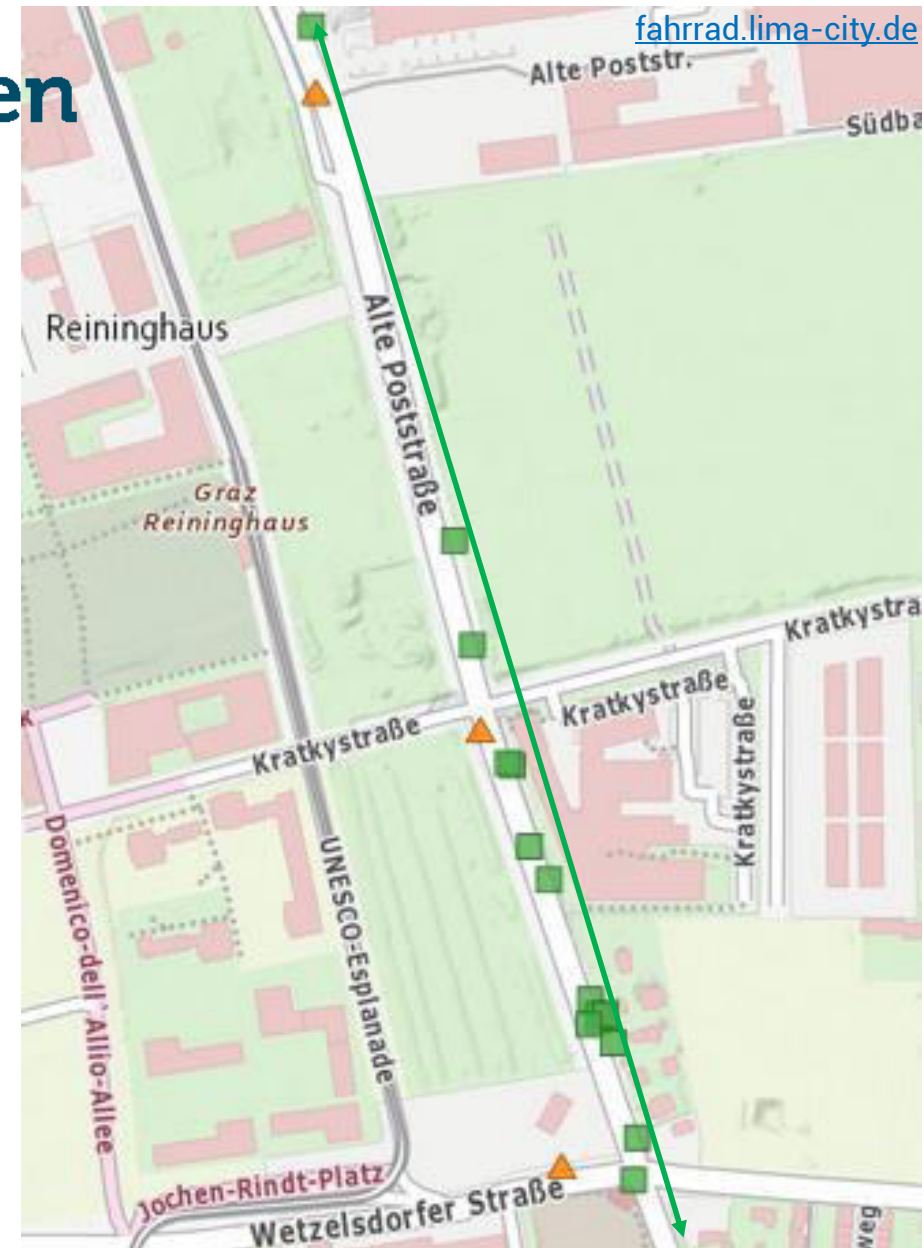 fahrrad.lima-city.de
en
Alte Poststr.
Südba
Reininghaus
Alte Poststraße
Graz
Reininghaus
Kratkystra
Kratkystraße
Kratkystraße
Kratkystraße
K
Domenico-dell'Allio-Allee
UNESCO-Esplanade
Jochen-Rindt-Platz
Wetzelsdorfer Straße
weg